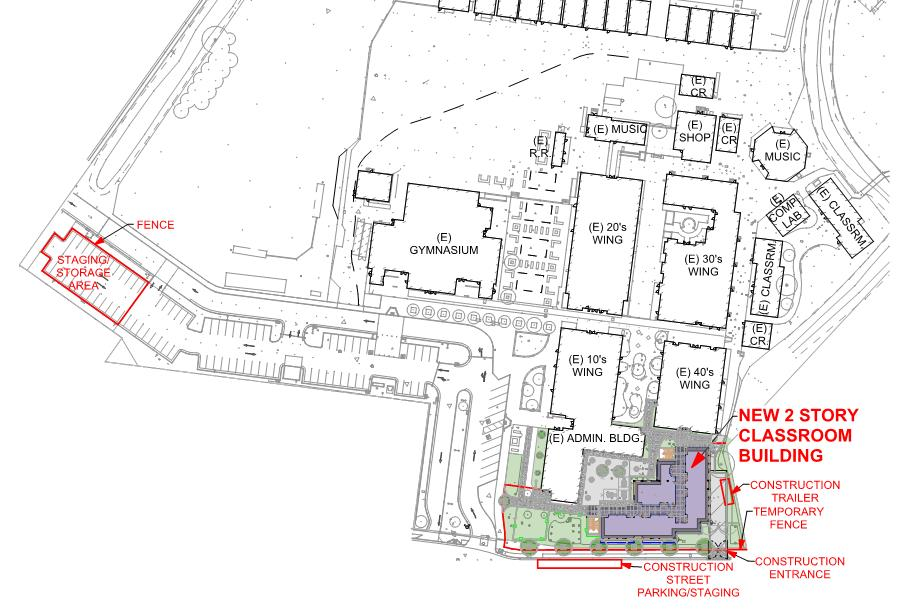 (E)
CR.
(E) MUSIC
(E)
SHOP
(E)
CR
(E)
R.R.
(E)
MUSIC
(E)
COMP.
LAB
(E) CLASSRM.
FENCE
STAGING/
STORAGE
AREA
(E)
GYMNASIUM
(E) 20's
WING
(E) 30's
WING
(E) CLASSRM.
(E)
CR.
(E) 10's
WING
(E) 40's
WING
(E) ADMIN. BLDG.
NEW 2 STORY
CLASSROOM
BUILDING
CONSTRUCTION
TRAILER
TEMPORARY
FENCE
CONSTRUCTION
ENTRANCE
CONSTRUCTION
STREET
PARKING/STAGING